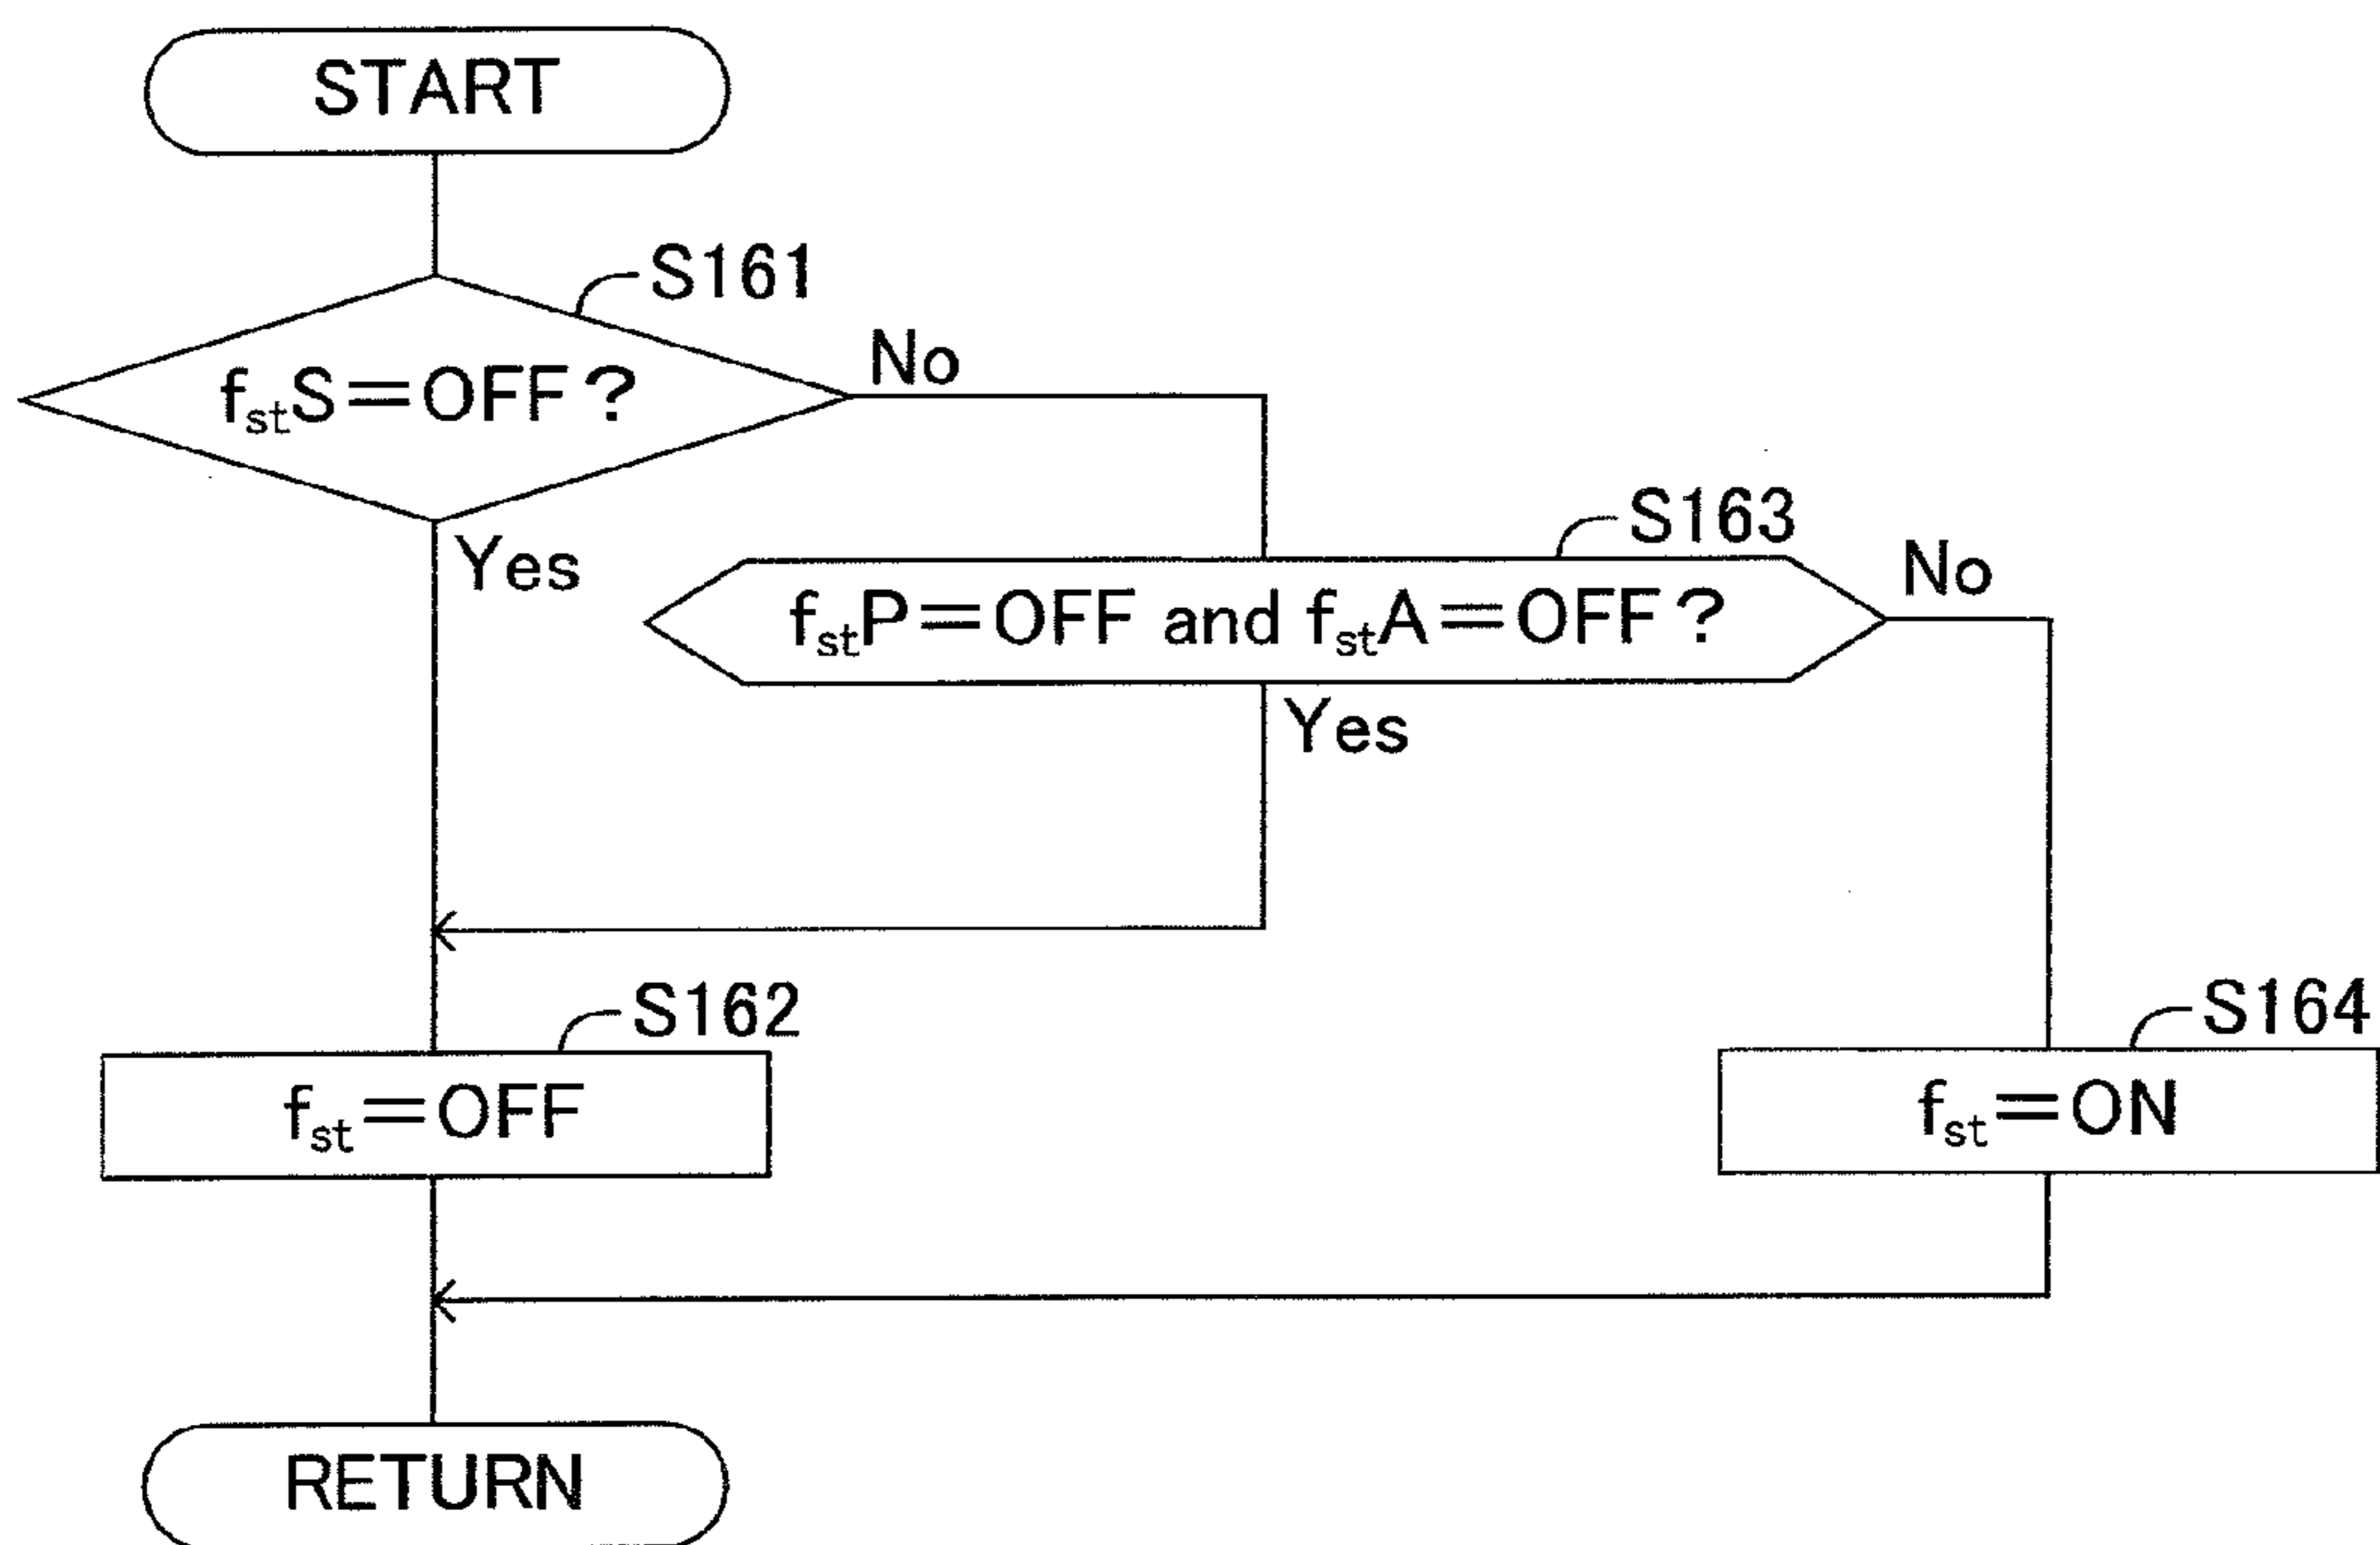 START
S161
fstS=OFF?
No
Yes
S163
fstP=OFF and fstA=OFF?
No
Yes
S162
fst=OFF
S164
fst=ON
RETURN